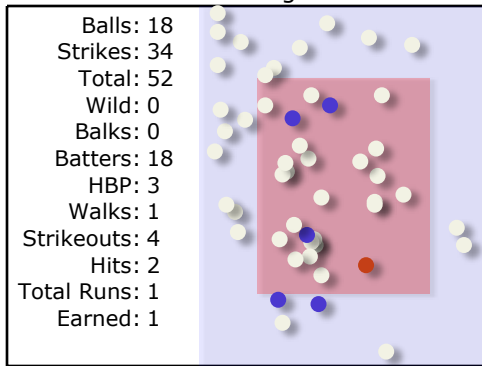 Balls: 18
Strikes: 34
Total: 52
Wild: 0
Balks: 0
Batters: 18
HBP: 3
Walks: 1
Strikeouts: 4
Hits: 2
Total Runs: 1
Earned: 1